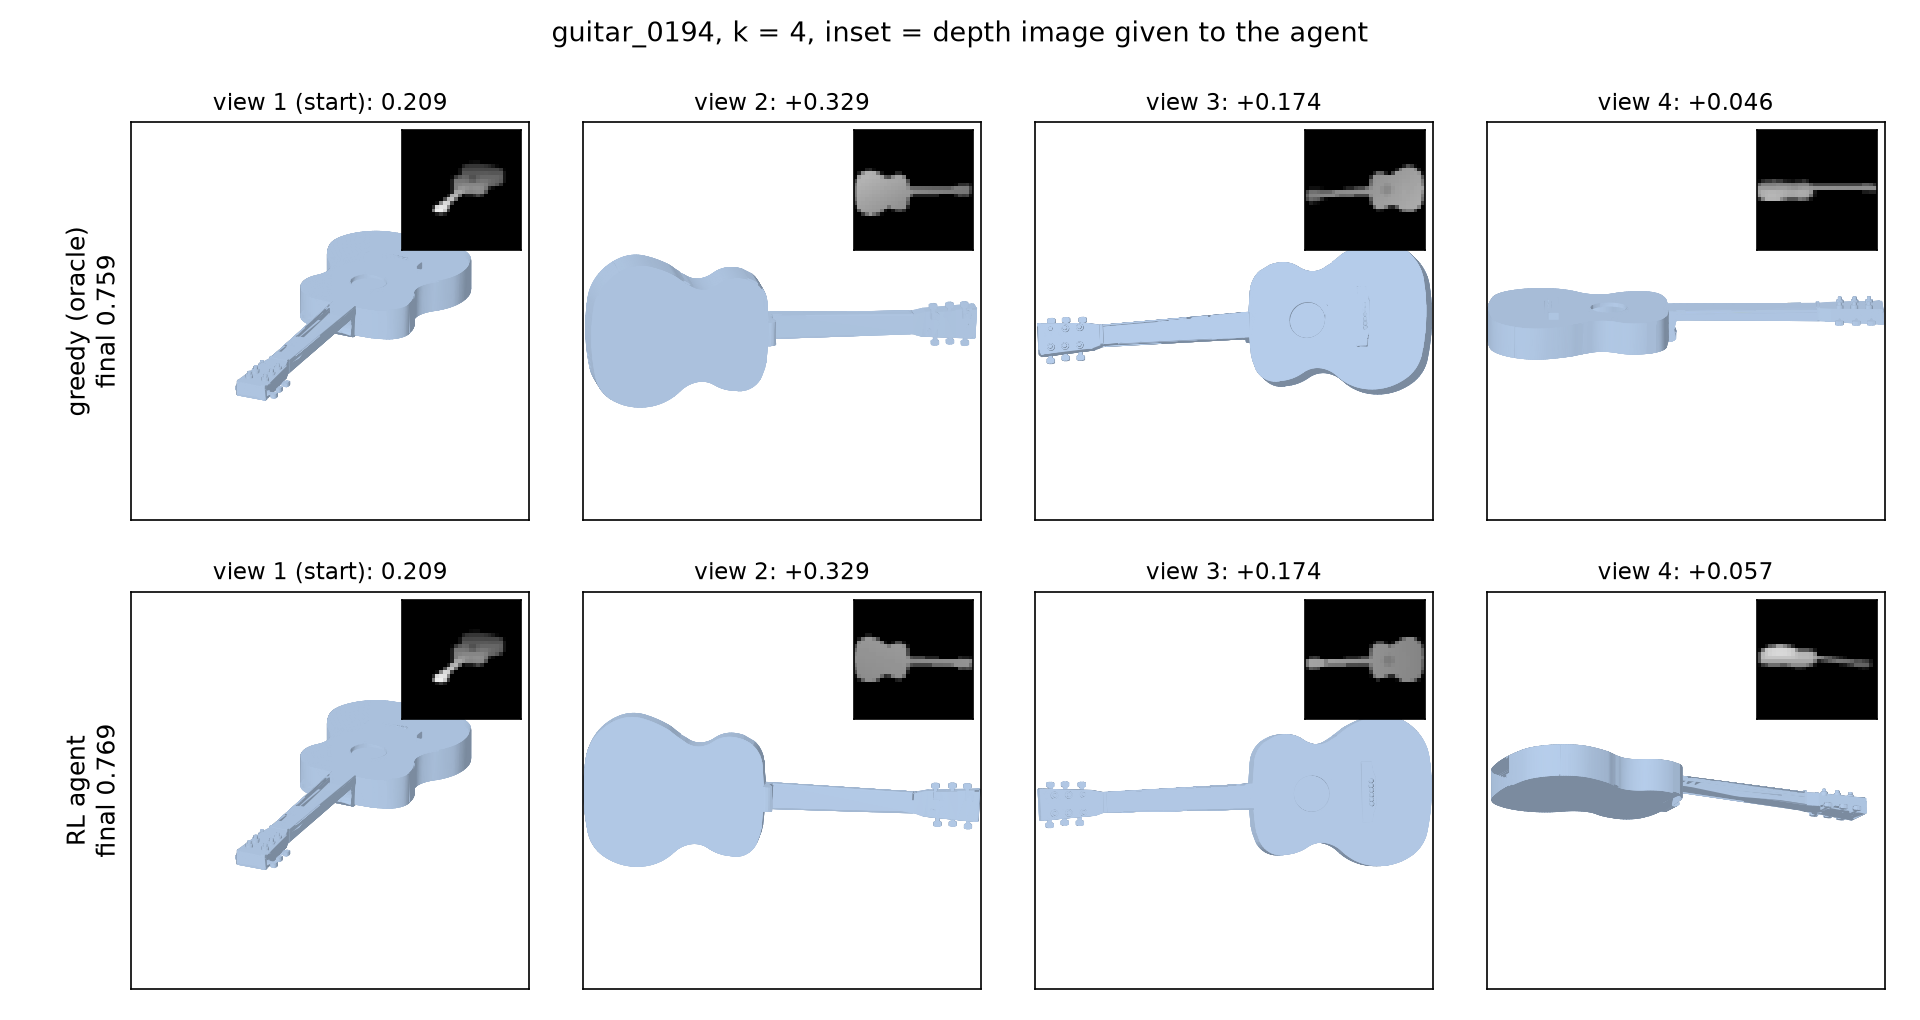 guitar_0194, k = 4, inset = depth image given to the agent
view 1 (start): 0.209
view 2: +0.329
view 3: +0.174
view 4: +0.046
greedy (oracle)
final 0.759
view 1 (start): 0.209
view 2: +0.329
view 3: +0.174
view 4: +0.057
RL agent
final 0.769